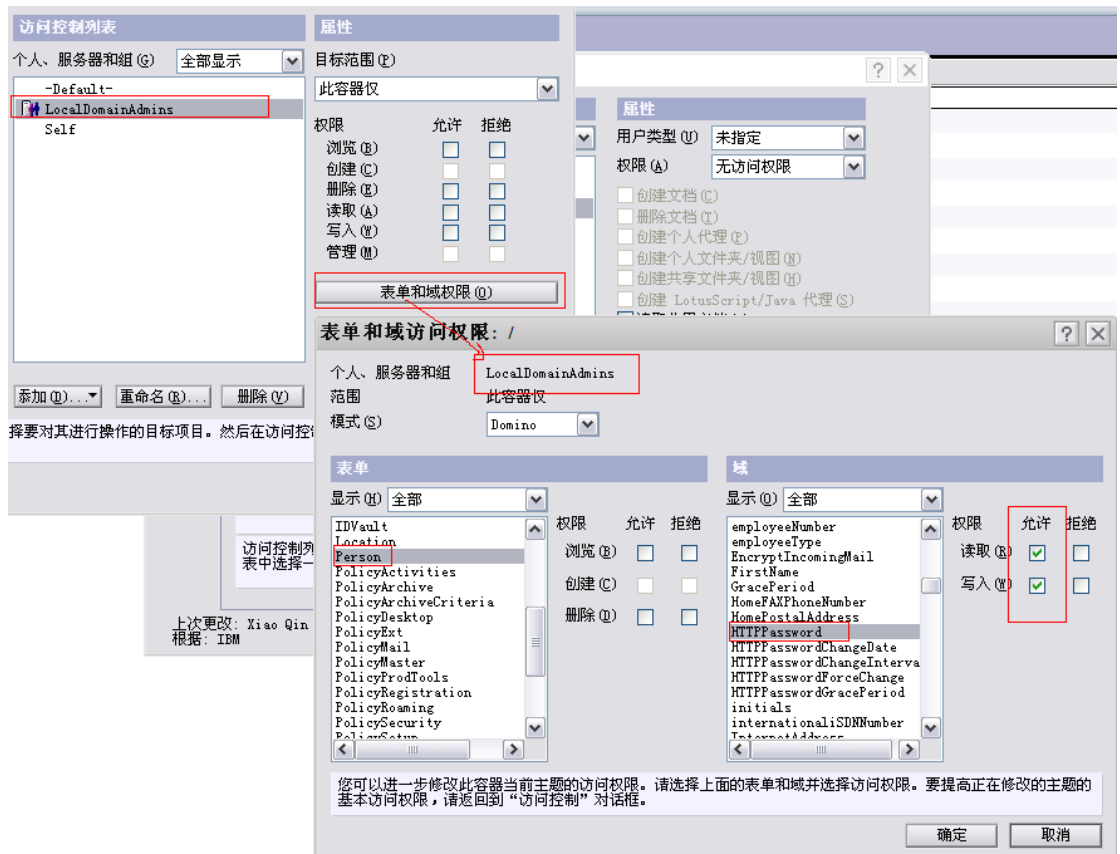 访问控制列表
个人、服务器和组(G) 全部显示
-Default-
LocalDomainAdmins
Self
添加(D)... 重命名(R)... 删除(V)
择要对其进行操作的目标项目。然后在访问控
属性
目标范围(P)
此容器仅
权限 允许 拒绝
浏览(B)
创建(C)
删除(E)
读取(A)
写入(W)
管理(M)
表单和域权限(O)
属性
用户类型(U) 未指定
权限(A) 无访问权限
创建文档(C)
删除文档(T)
创建个人代理(P)
创建个人文件夹/视图(N)
创建共享文件夹/视图(H)
创建 LotusScript/Java 代理(S)
访问控制列
表中选择一
上次更改: Xiao Qin
根据: IBM
表单和域访问权限: /
个人、服务器和组 LocalDomainAdmins
范围 此容器仅
模式(S) Domino
表单
显示(H) 全部
IDVault
Location
Person
PolicyActivities
PolicyArchive
PolicyArchiveCriteria
PolicyDesktop
PolicyExt
PolicyMail
PolicyMaster
PolicyProdTools
PolicyRegistration
PolicyRoaming
PolicySecurity
PolicySetup
权限 允许 拒绝
浏览(B)
创建(C)
删除(D)
域
显示(O) 全部
employeeNumber
employeeType
EncryptIncomingMail
FirstName
GracePeriod
HomeFAXPhoneNumber
HomePostalAddress
HTTPPassword
HTTPPasswordChangeDate
HTTPPasswordChangeInterva
HTTPPasswordForceChange
HTTPPasswordGracePeriod
initials
internationaliSDNNumber
InternetAddress
权限 允许 拒绝
读取(R)
写入(W)
您可以进一步修改此容器当前主题的访问权限。请选择上面的表单和域并选择访问权限。要提高正在修改的主题的
基本访问权限,请返回到“访问控制”对话框。
确定 取消